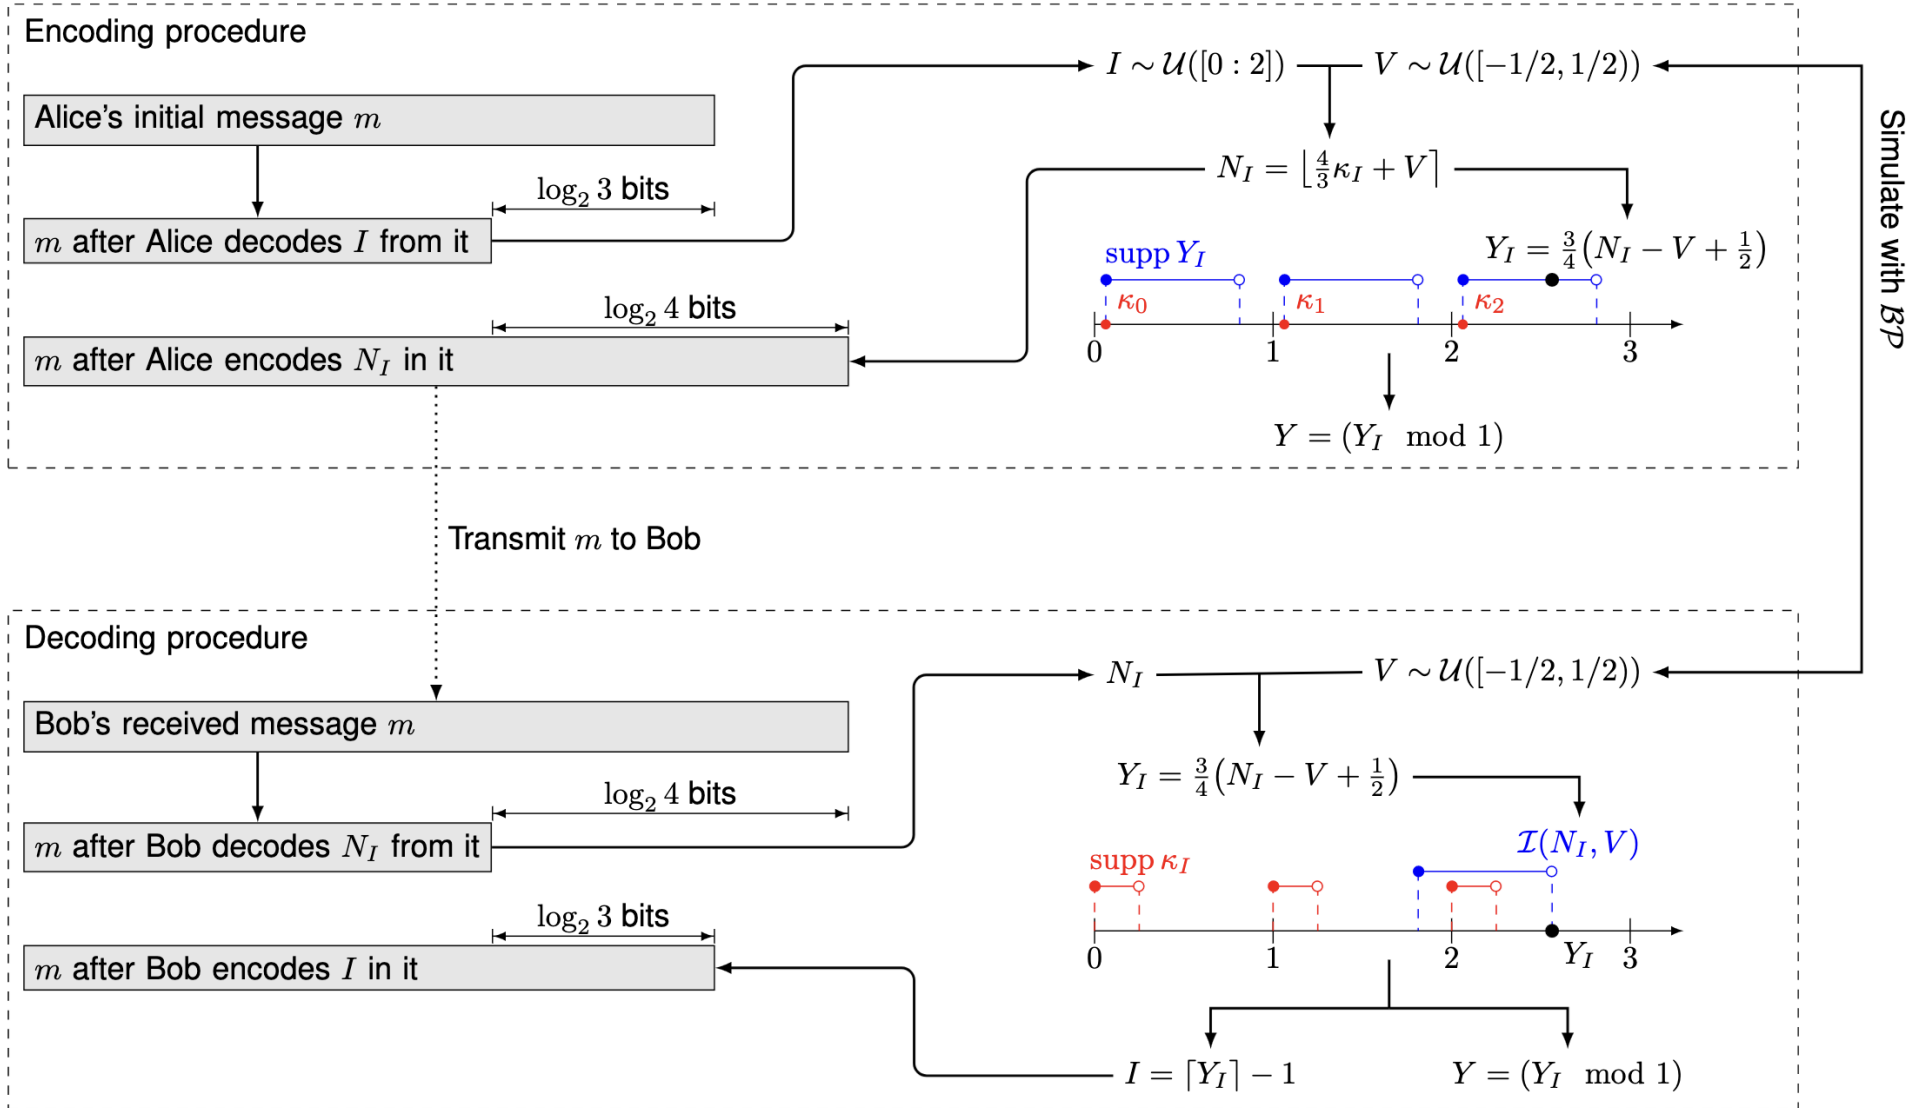 Encoding procedure
I ∼ 𝒰([0 : 2])
V ∼ 𝒰([−1/2, 1/2))
Alice's initial message m
N_I = ⌊4/3 κ_I + V⌉
log₂ 3 bits
m after Alice decodes I from it
supp Y_I
Y_I = 3/4(N_I − V + 1/2)
κ₀
κ₁
κ₂
log₂ 4 bits
0 1 2 3
m after Alice encodes N_I in it
Y = (Y_I mod 1)
Simulate with ℬ𝒫
Transmit m to Bob
Decoding procedure
N_I
V ∼ 𝒰([−1/2, 1/2))
Bob's received message m
Y_I = 3/4(N_I − V + 1/2)
log₂ 4 bits
m after Bob decodes N_I from it
ℐ(N_I, V)
supp κ_I
log₂ 3 bits
0 1 2 Y_I 3
m after Bob encodes I in it
I = ⌈Y_I⌉ − 1
Y = (Y_I mod 1)